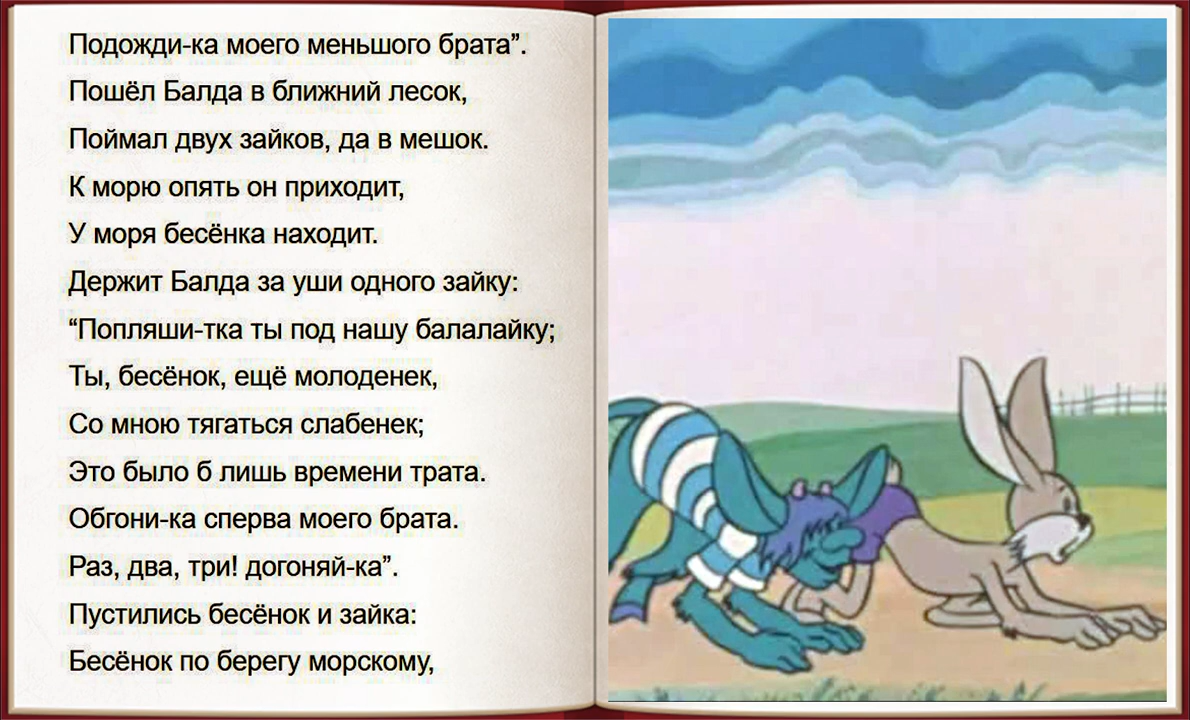 Подожди-ка моего меньшого брата”.
Пошёл Балда в ближний лесок,
Поймал двух зайков, да в мешок.
К морю опять он приходит,
У моря бесёнка находит.
Держит Балда за уши одного зайку:
“Попляши-тка ты под нашу балалайку;
Ты, бесёнок, ещё молоденек,
Со мною тягаться слабенек;
Это было б лишь времени трата.
Обгони-ка сперва моего брата.
Раз, два, три! догоняй-ка”.
Пустились бесёнок и зайка:
Бесёнок по берегу морскому,